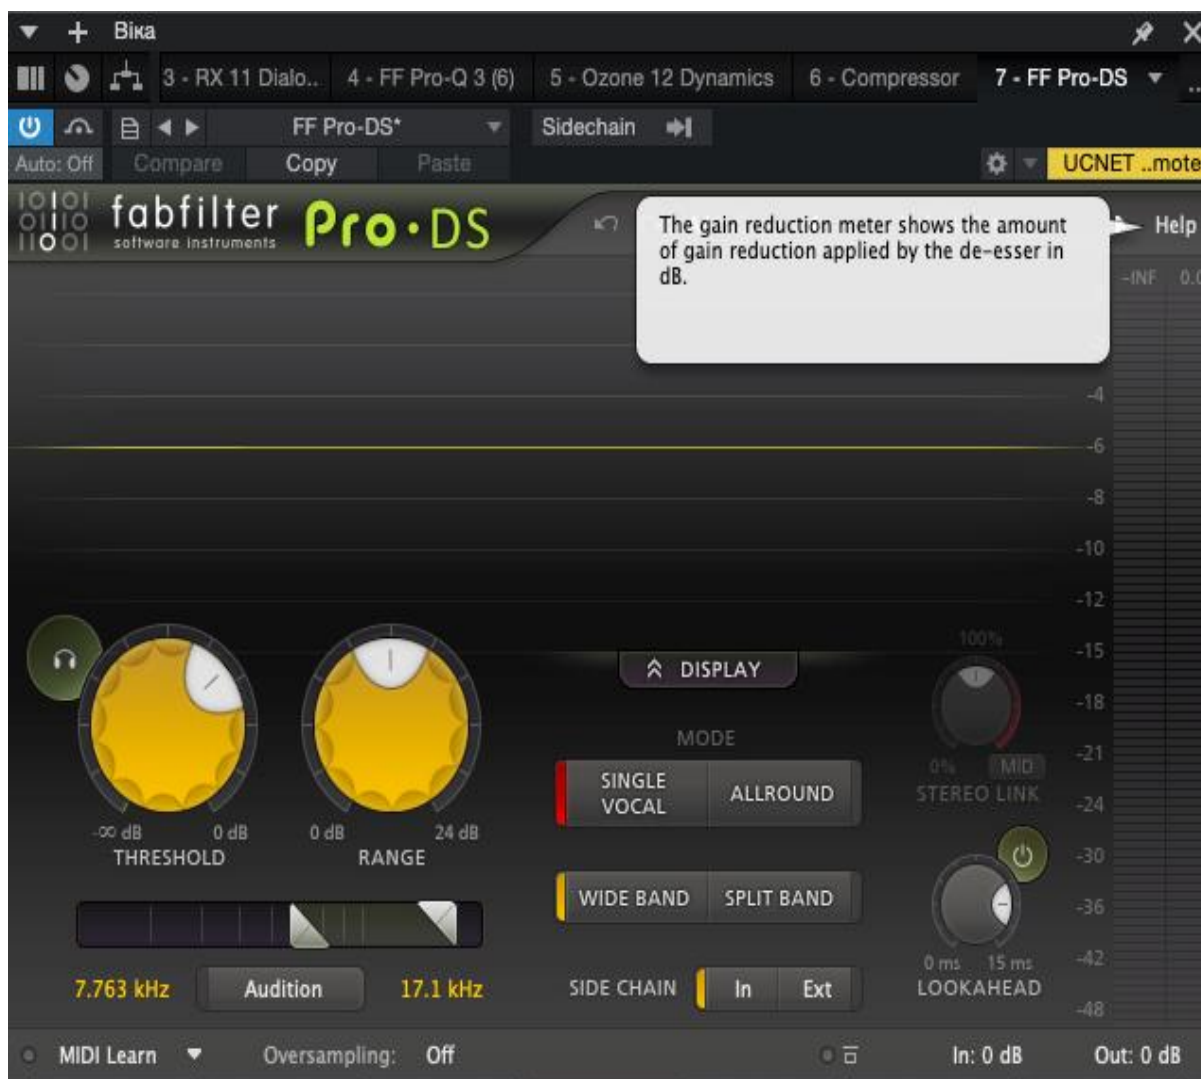 Віка
3 - RX 11 Dialo.. 4 - FF Pro-Q 3 (6) 5 - Ozone 12 Dynamics 6 - Compressor 7 - FF Pro-DS ...
FF Pro-DS* Sidechain
Auto: Off Compare Copy Paste UCNET ..mote
fabfilter Pro·DS
software instruments
Help
The gain reduction meter shows the amount
of gain reduction applied by the de-esser in
dB.
-INF 0.0
-4
-6
-8
-10
-12
-15
-18
-21
-24
-30
-36
-42
-48
-∞ dB 0 dB
THRESHOLD
0 dB 24 dB
RANGE
DISPLAY
MODE
SINGLE
VOCAL
ALLROUND
WIDE BAND SPLIT BAND
100%
0% MID
STEREO LINK
0 ms 15 ms
LOOKAHEAD
7.763 kHz Audition 17.1 kHz
SIDE CHAIN In Ext
MIDI Learn Oversampling: Off In: 0 dB Out: 0 dB